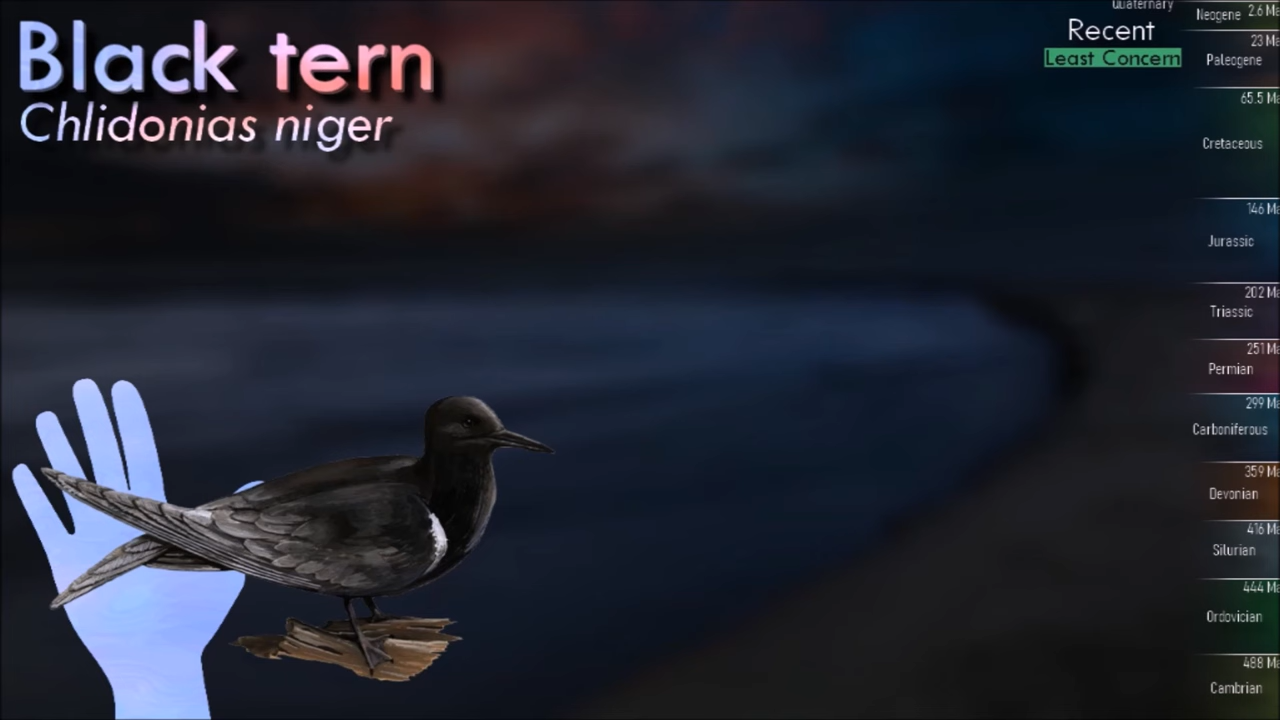 Black tern
Chlidonias niger
Quaternary
Recent
Least Concern
2.6 Ma
Neogene
23 Ma
Paleogene
65.5 Ma
Cretaceous
146 Ma
Jurassic
202 Ma
Triassic
251 Ma
Permian
299 Ma
Carboniferous
359 Ma
Devonian
416 Ma
Silurian
444 Ma
Ordovician
488 Ma
Cambrian